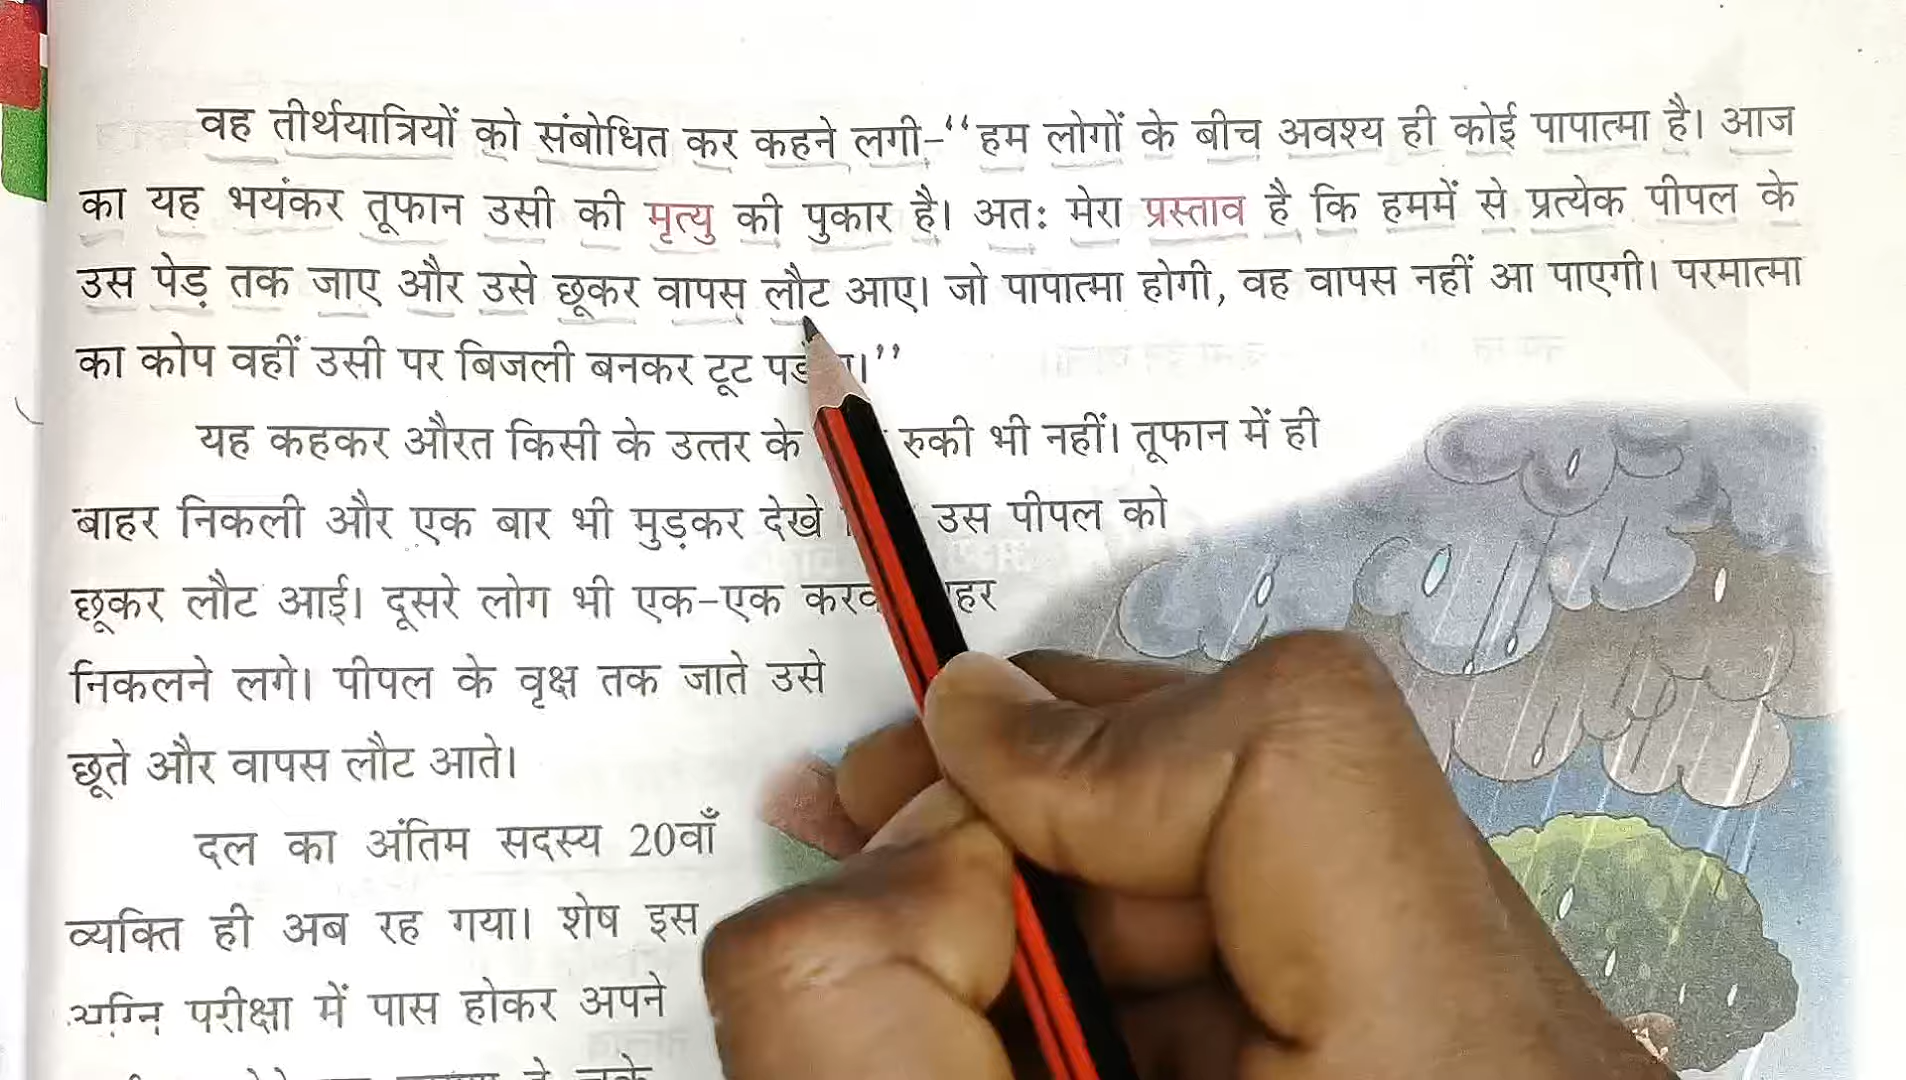 वह तीर्थयात्रियों को संबोधित कर कहने लगी-“हम लोगों के बीच अवश्य ही कोई पापात्मा है। आज
का यह भयंकर तूफान उसी की मृत्यु की पुकार है। अतः मेरा प्रस्ताव है कि हममें से प्रत्येक पीपल के
उस पेड़ तक जाए और उसे छूकर वापस लौट आए। जो पापात्मा होगी, वह वापस नहीं आ पाएगी। परमात्मा
का कोप वहीं उसी पर बिजली बनकर टूट ।”
यह कहकर औरत किसी के उत्तर के रुकी भी नहीं। तूफान में ही
बाहर निकली और एक बार भी मुड़कर देखे उस पीपल को
छूकर लौट आई। दूसरे लोग भी एक-एक
निकलने लगे। पीपल के वृक्ष तक जाते उसे
छूते और वापस लौट आते।
दल का अंतिम सदस्य 20वाँ
व्यक्ति ही अब रह गया। शेष इस
अग्नि परीक्षा में पास होकर अपने